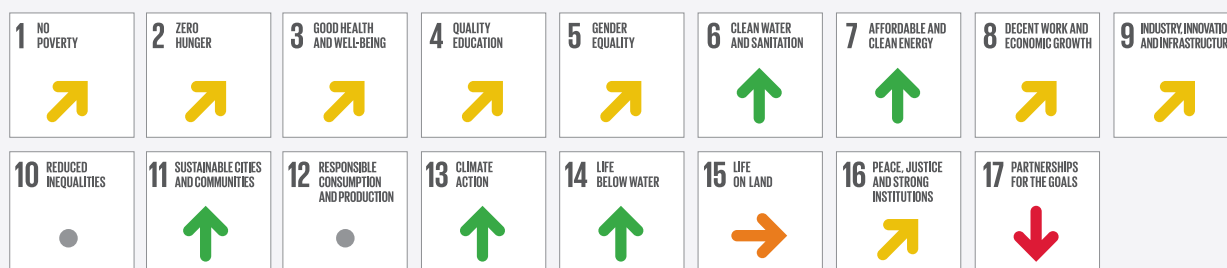 1 NO
POVERTY
2 ZERO
HUNGER
3 GOOD HEALTH
AND WELL-BEING
4 QUALITY
EDUCATION
5 GENDER
EQUALITY
6 CLEAN WATER
AND SANITATION
7 AFFORDABLE AND
CLEAN ENERGY
8 DECENT WORK AND
ECONOMIC GROWTH
9 INDUSTRY, INNOVATIO
AND INFRASTRUCTUR
10 REDUCED
INEQUALITIES
11 SUSTAINABLE CITIES
AND COMMUNITIES
12 RESPONSIBLE
CONSUMPTION
AND PRODUCTION
13 CLIMATE
ACTION
14 LIFE
BELOW WATER
15 LIFE
ON LAND
16 PEACE, JUSTICE
AND STRONG
INSTITUTIONS
17 PARTNERSHIPS
FOR THE GOALS